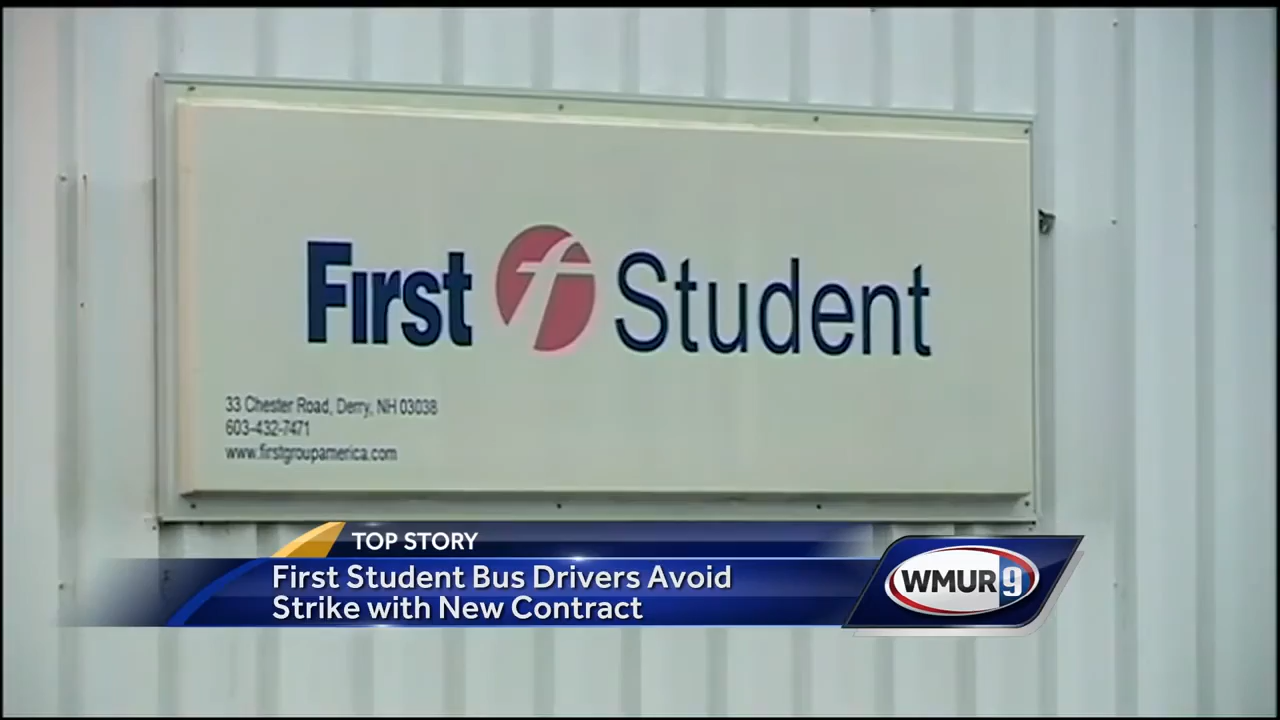 First f Student
33 Chester Road, Derry, NH 03038
603-432-7471
www.firstgroupamerica.com
TOP STORY
First Student Bus Drivers Avoid
Strike with New Contract
WMUR 9